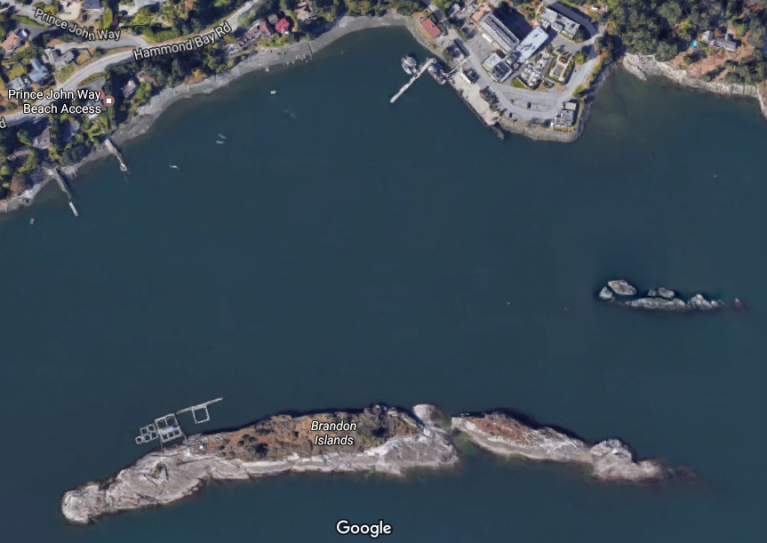 Prince John Way
Hammond Bay Rd
Prince John Way
Beach Access
d
Brandon
Islands
Google